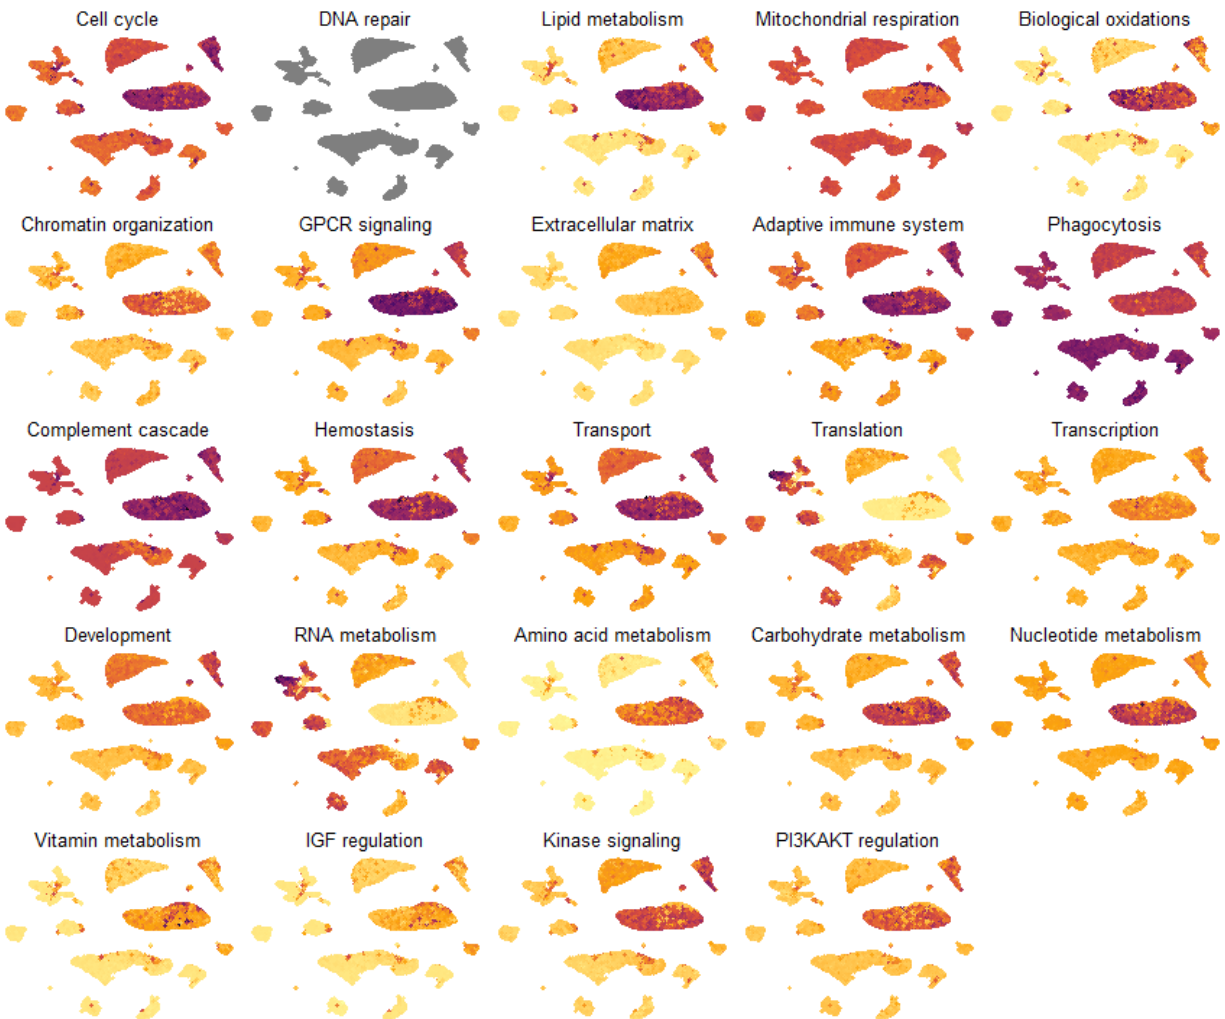 Cell cycle
DNA repair
Lipid metabolism
Mitochondrial respiration
Biological oxidations
Chromatin organization
GPCR signaling
Extracellular matrix
Adaptive immune system
Phagocytosis
Complement cascade
Hemostasis
Transport
Translation
Transcription
Development
RNA metabolism
Amino acid metabolism
Carbohydrate metabolism
Nucleotide metabolism
Vitamin metabolism
IGF regulation
Kinase signaling
PI3KAKT regulation